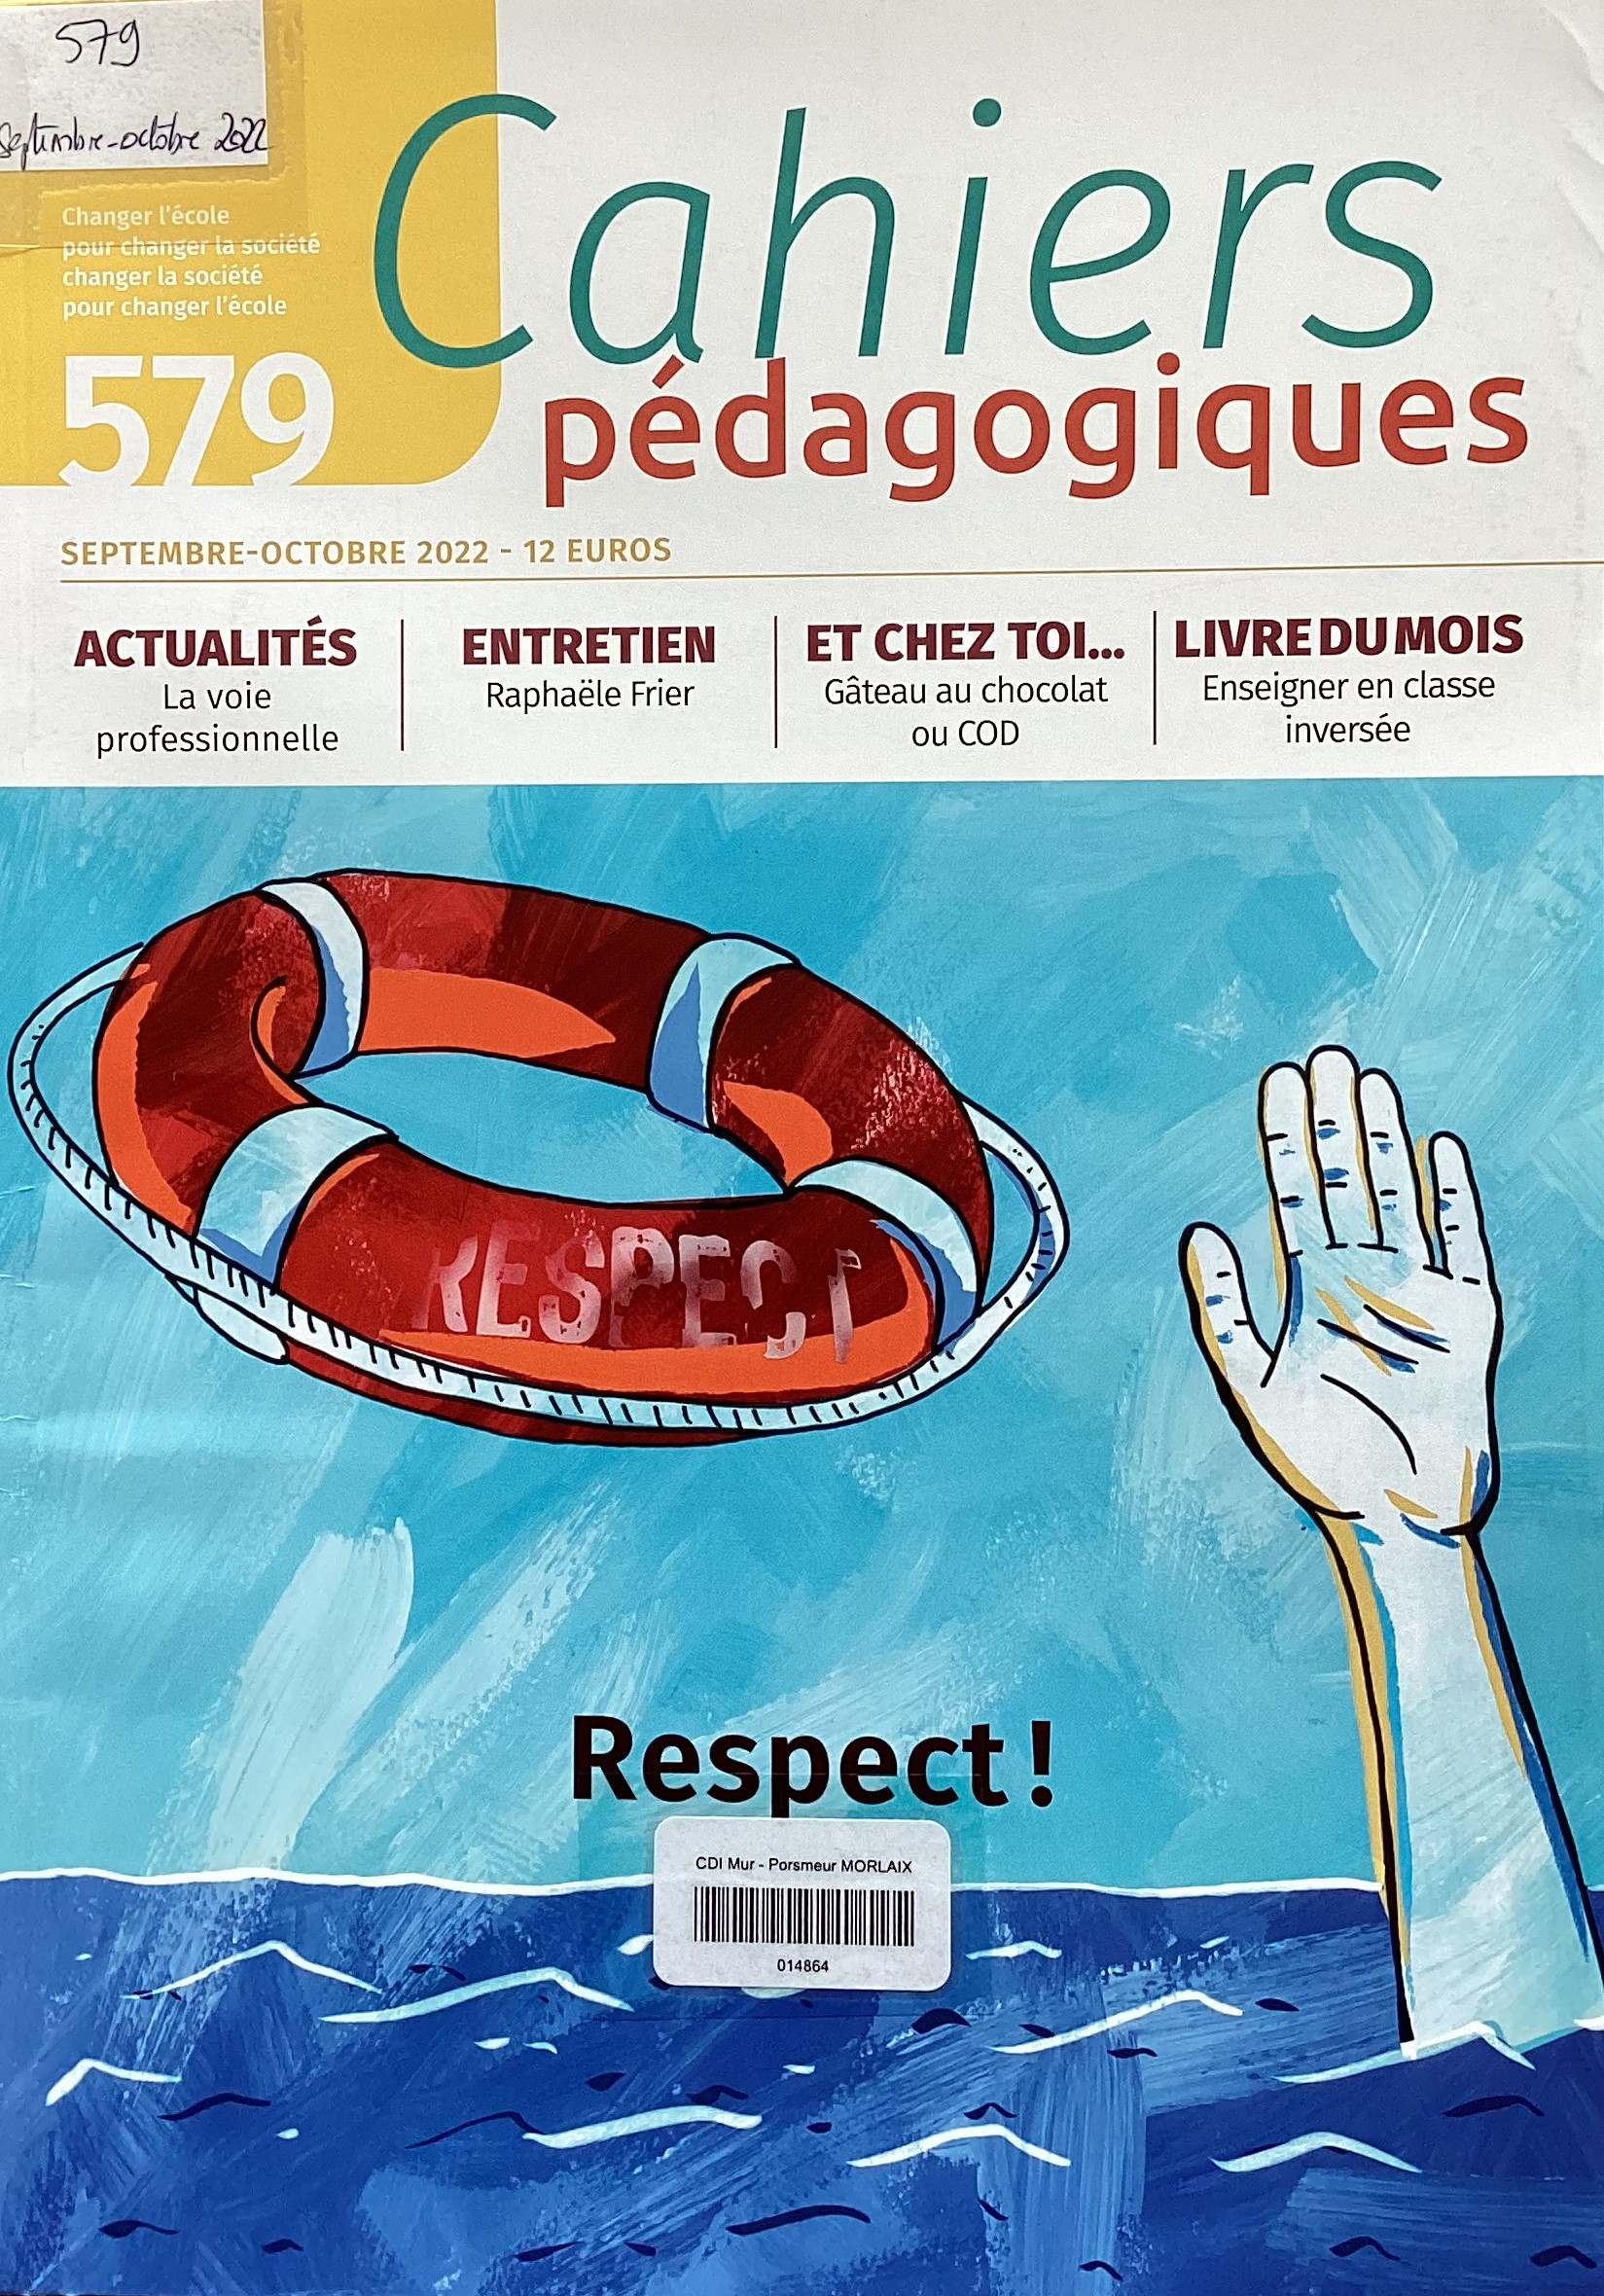 579
septembre-octobre 2022
Changer l'école
pour changer la société
changer la société
pour changer l'école
579
Cahiers
pédagogiques
SEPTEMBRE-OCTOBRE 2022 - 12 EUROS
ACTUALITÉS
La voie
professionnelle
ENTRETIEN
Raphaële Frier
ET CHEZ TOI...
Gâteau au chocolat
ou COD
LIVRE DU MOIS
Enseigner en classe
inversée
RESPECT
Respect !
CDI Mur - Porsmeur MORLAIX
014864